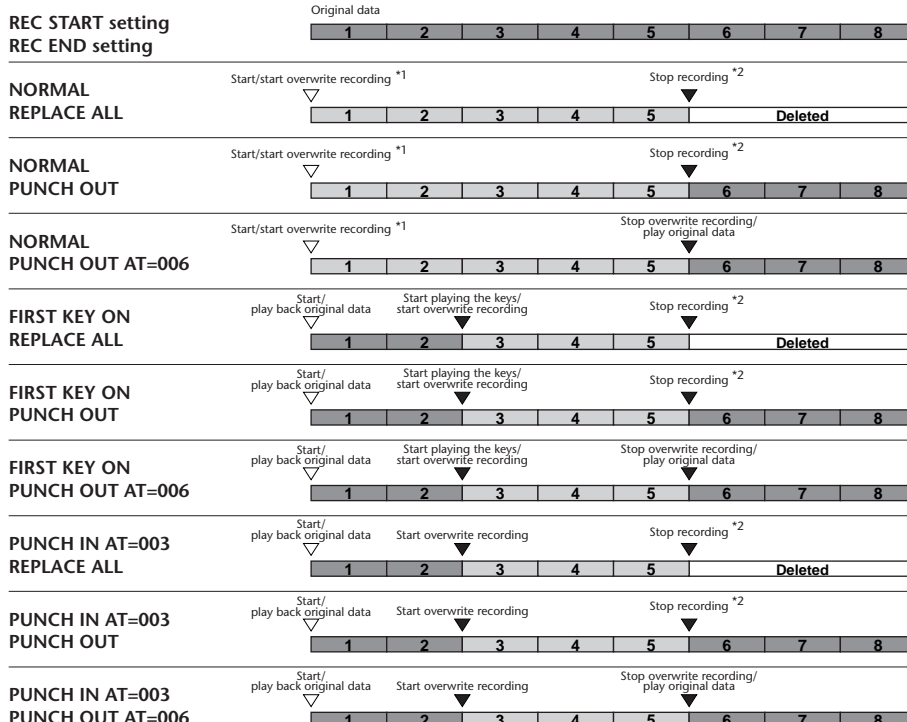 Original data
REC START setting
REC END setting
1 2 3 4 5 6 7 8
Start/start overwrite recording *1
Stop recording *2
NORMAL
REPLACE ALL
1 2 3 4 5 Deleted
Start/start overwrite recording *1
Stop recording *2
NORMAL
PUNCH OUT
1 2 3 4 5 6 7 8
Start/start overwrite recording *1
Stop overwrite recording/
play original data
NORMAL
PUNCH OUT AT=006
1 2 3 4 5 6 7 8
Start/
play back original data
Start playing the keys/
start overwrite recording
Stop recording *2
FIRST KEY ON
REPLACE ALL
1 2 3 4 5 Deleted
Start/
play back original data
Start playing the keys/
start overwrite recording
Stop recording *2
FIRST KEY ON
PUNCH OUT
1 2 3 4 5 6 7 8
Start/
play back original data
Start playing the keys/
start overwrite recording
Stop overwrite recording/
play original data
FIRST KEY ON
PUNCH OUT AT=006
1 2 3 4 5 6 7 8
Start/
play back original data
Start overwrite recording
Stop recording *2
PUNCH IN AT=003
REPLACE ALL
1 2 3 4 5 Deleted
Start/
play back original data
Start overwrite recording
Stop recording *2
PUNCH IN AT=003
PUNCH OUT
1 2 3 4 5 6 7 8
Start/
play back original data
Start overwrite recording
Stop overwrite recording/
play original data
PUNCH IN AT=003
PUNCH OUT AT=006
1 2 3 4 5 6 7 8